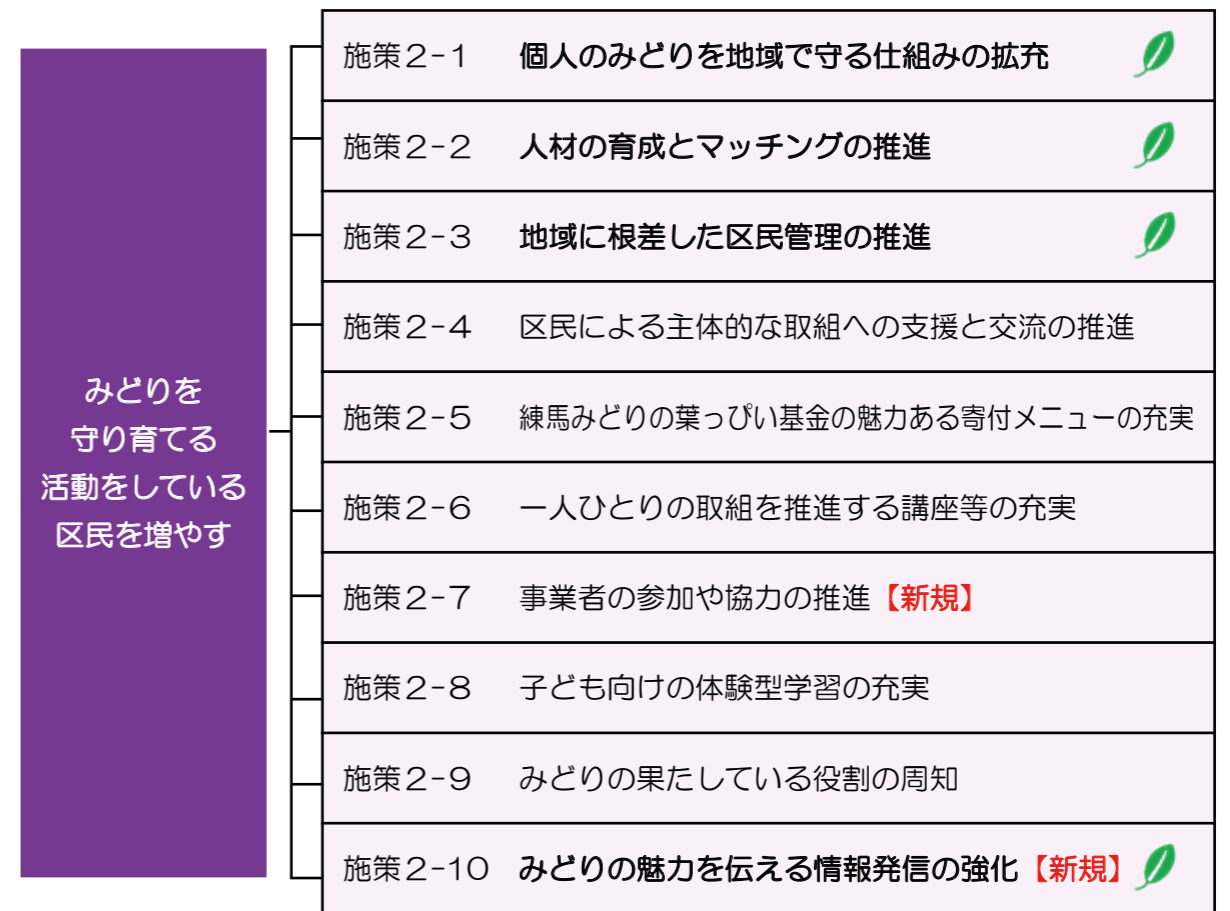 みどりを
守り育てる
活動をしている
区民を増やす
施策2-1 個人のみどりを地域で守る仕組みの拡充
施策2-2 人材の育成とマッチングの推進
施策2-3 地域に根差した区民管理の推進
施策2-4 区民による主体的な取組への支援と交流の推進
施策2-5 練馬みどりの葉っぴい基金の魅力ある寄付メニューの充実
施策2-6 一人ひとりの取組を推進する講座等の充実
施策2-7 事業者の参加や協力の推進【新規】
施策2-8 子ども向けの体験型学習の充実
施策2-9 みどりの果たしている役割の周知
施策2-10 みどりの魅力を伝える情報発信の強化【新規】